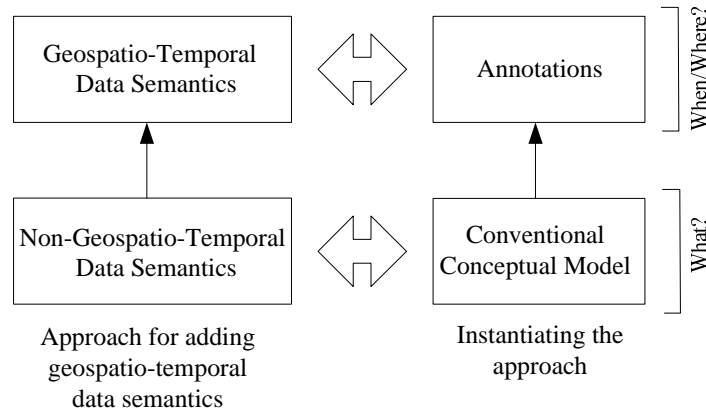 Geospatio-Temporal
Data Semantics
Annotations
When/Where?
Non-Geospatio-Temporal
Data Semantics
Conventional
Conceptual Model
What?
Approach for adding
geospatio-temporal
data semantics
Instantiating the
approach